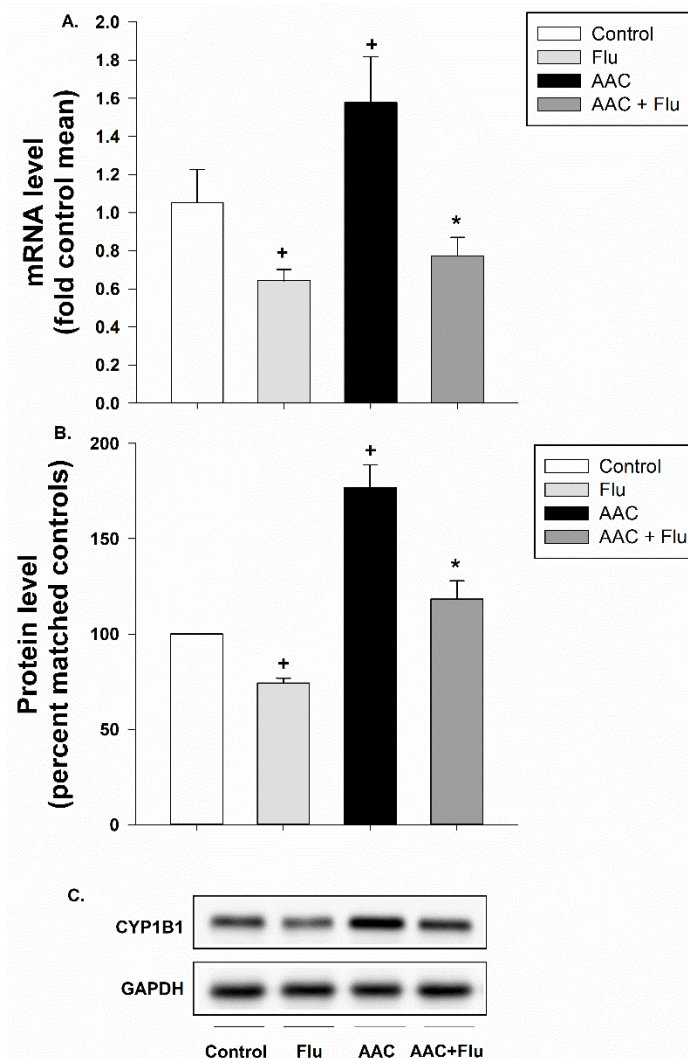 A.
mRNA level
(fold control mean)
2.0
1.8
1.6
1.4
1.2
1.0
0.8
0.6
0.4
0.2
0.0
+
+
*
Control
Flu
AAC
AAC + Flu
B.
Protein level
(percent matched controls)
200
150
100
50
0
+
+
*
Control
Flu
AAC
AAC + Flu
C.
CYP1B1
GAPDH
Control Flu AAC AAC+Flu